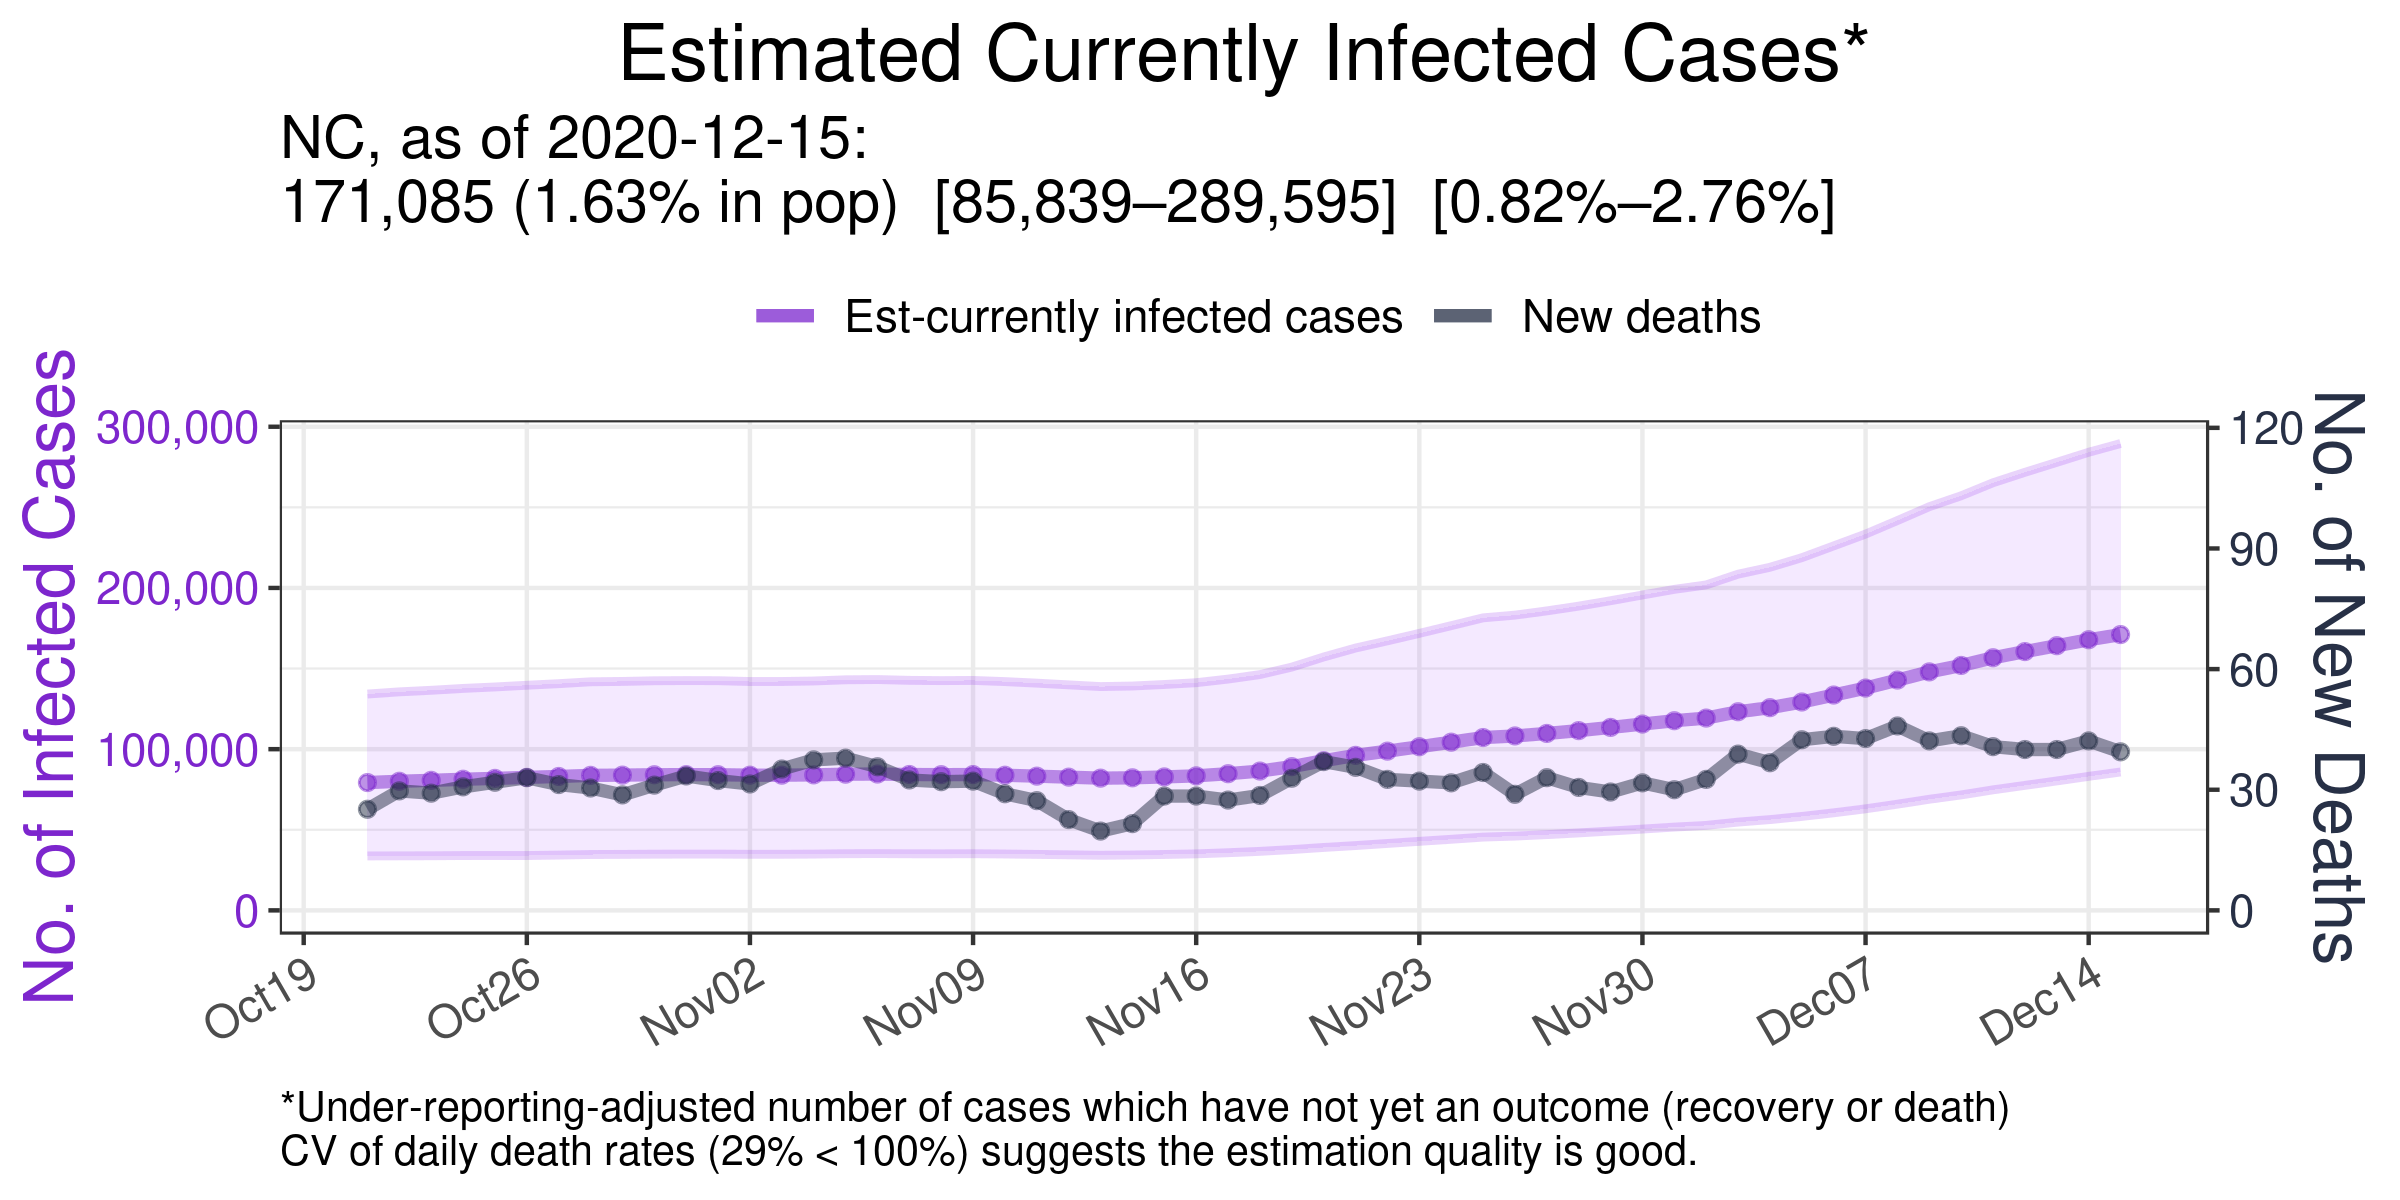 Estimated Currently Infected Cases*
NC, as of 2020-12-15:
171,085 (1.63% in pop)  [85,839–289,595]  [0.82%–2.76%]
Est-currently infected cases
New deaths
No. of Infected Cases
300,000
200,000
100,000
0
120
90
60
30
0
No. of New Deaths
Oct19
Oct26
Nov02
Nov09
Nov16
Nov23
Nov30
Dec07
Dec14
*Under-reporting-adjusted number of cases which have not yet an outcome (recovery or death)
CV of daily death rates (29% < 100%) suggests the estimation quality is good.